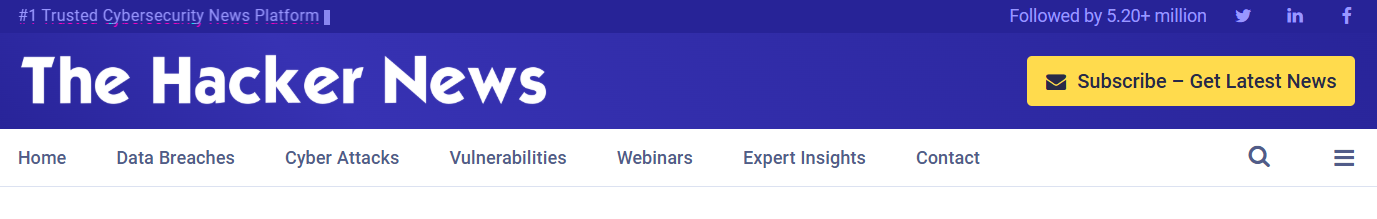 #1 Trusted Cybersecurity News Platform
Followed by 5.20+ million
The Hacker News
Subscribe – Get Latest News
Home
Data Breaches
Cyber Attacks
Vulnerabilities
Webinars
Expert Insights
Contact